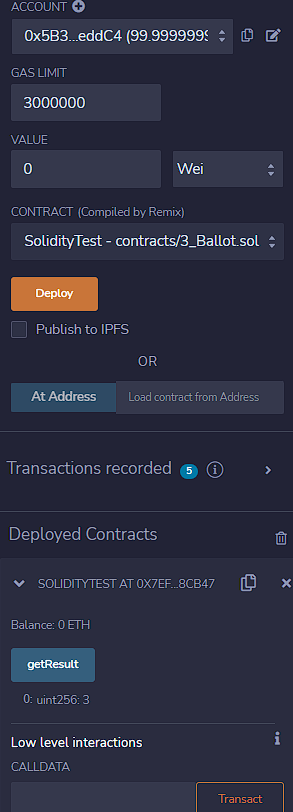 ACCOUNT
0x5B3...eddC4 (99.9999999
GAS LIMIT
3000000
VALUE
0 Wei
CONTRACT (Compiled by Remix)
SolidityTest - contracts/3_Ballot.sol
Deploy
Publish to IPFS
OR
At Address Load contract from Address
Transactions recorded 5
Deployed Contracts
SOLIDITYTEST AT 0X7EF...8CB47
Balance: 0 ETH
getResult
0: uint256: 3
Low level interactions
CALLDATA
Transact